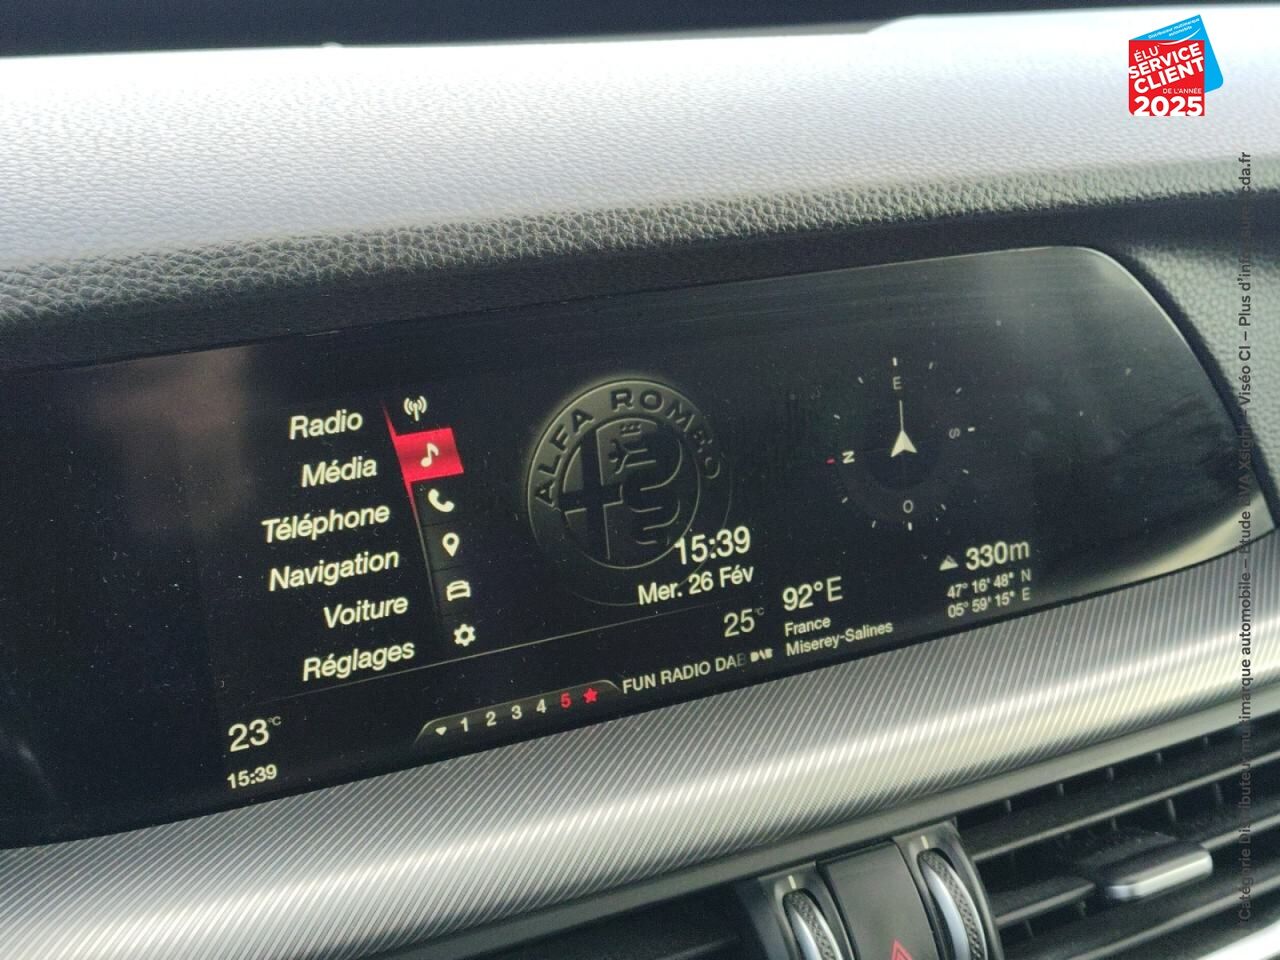 ÉLU
SERVICE
CLIENT
DE L'ANNÉE
2025
Radio
Média
Téléphone
Navigation
Voiture
Réglages
ALFA ROMEO
15:39
Mer. 26 Fév
25°C
E
S
N
O
92° E
France
Miserey-Salines
330m
47° 16' 48" N
05° 59' 15" E
23°C
15:39
1 2 3 4 5
FUN RADIO DAB